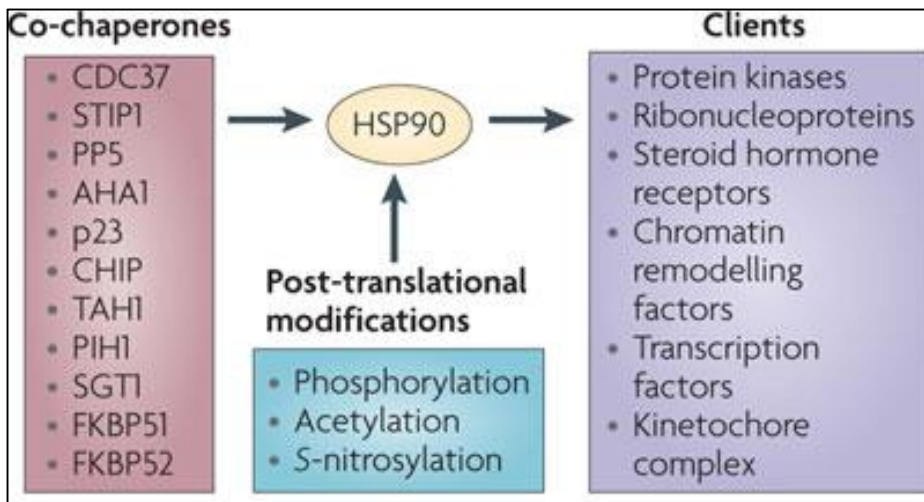 Co-chaperones
• CDC37
• STIP1
• PP5
• AHA1
• p23
• CHIP
• TAH1
• PIH1
• SGT1
• FKBP51
• FKBP52
HSP90
Post-translational
modifications
• Phosphorylation
• Acetylation
• S-nitrosylation
Clients
• Protein kinases
• Ribonucleoproteins
• Steroid hormone
receptors
• Chromatin
remodelling
factors
• Transcription
factors
• Kinetochore
complex